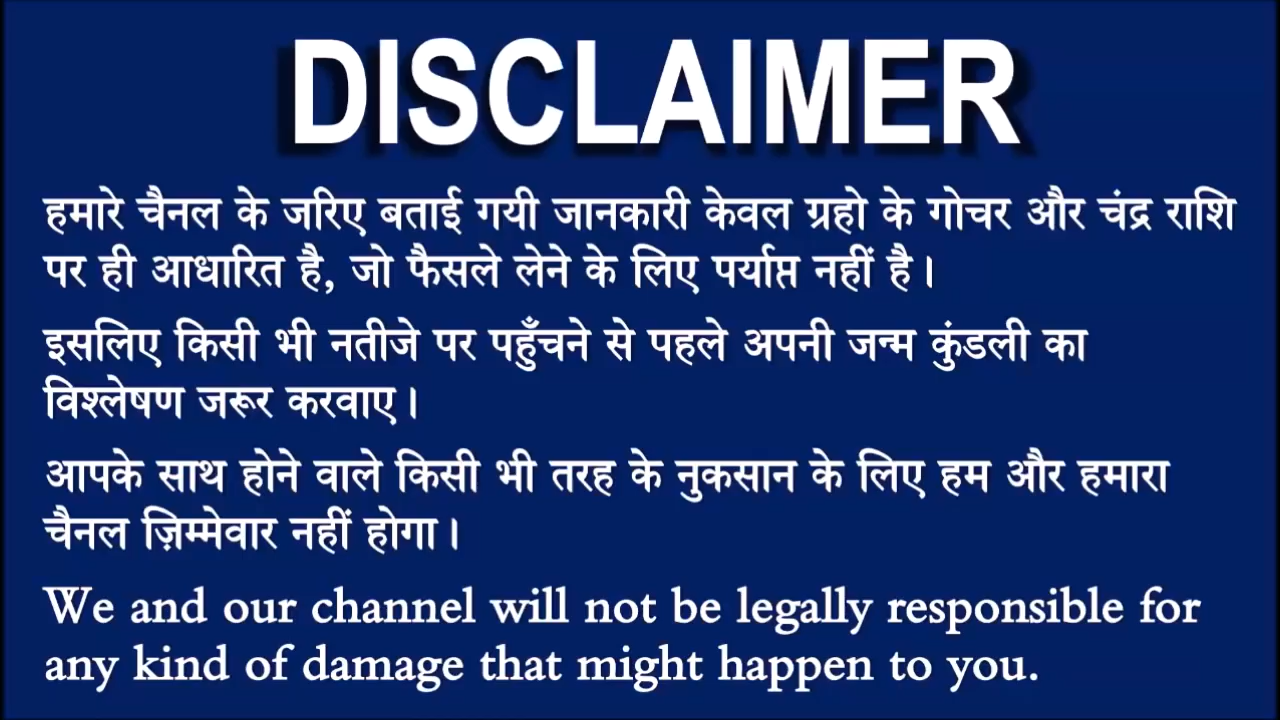 DISCLAIMER
हमारे चैनल के जरिए बताई गयी जानकारी केवल ग्रहो के गोचर और चंद्र राशि
पर ही आधारित है, जो फैसले लेने के लिए पर्याप्त नहीं है।
इसलिए किसी भी नतीजे पर पहुँचने से पहले अपनी जन्म कुंडली का
विश्लेषण जरूर करवाए।
आपके साथ होने वाले किसी भी तरह के नुकसान के लिए हम और हमारा
चैनल ज़िम्मेवार नहीं होगा।
We and our channel will not be legally responsible for
any kind of damage that might happen to you.